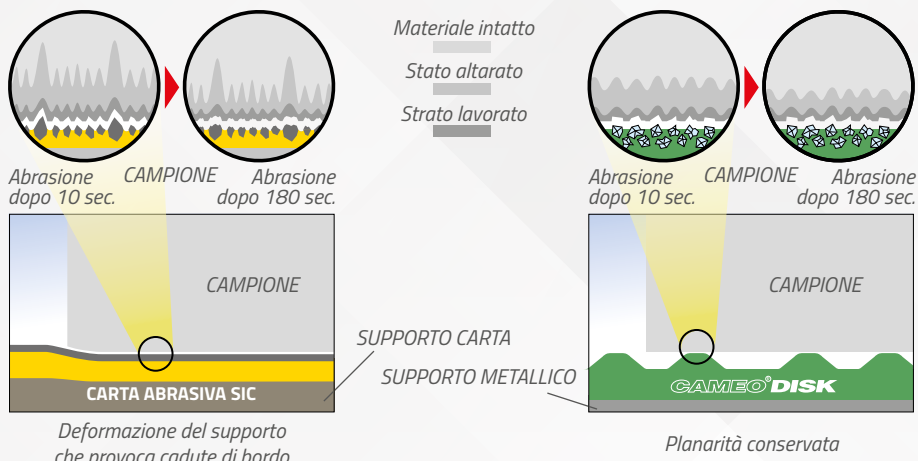 Materiale intatto
Stato altarato
Strato lavorato
Abrasione
dopo 10 sec.
CAMPIONE
Abrasione
dopo 180 sec.
CAMPIONE
CARTA ABRASIVA SIC
Deformazione del supporto
che provoca cadute di bordo
SUPPORTO CARTA
SUPPORTO METALLICO
Abrasione
dopo 10 sec.
CAMPIONE
Abrasione
dopo 180 sec.
CAMPIONE
CAMEO® DISK
Planarità conservata